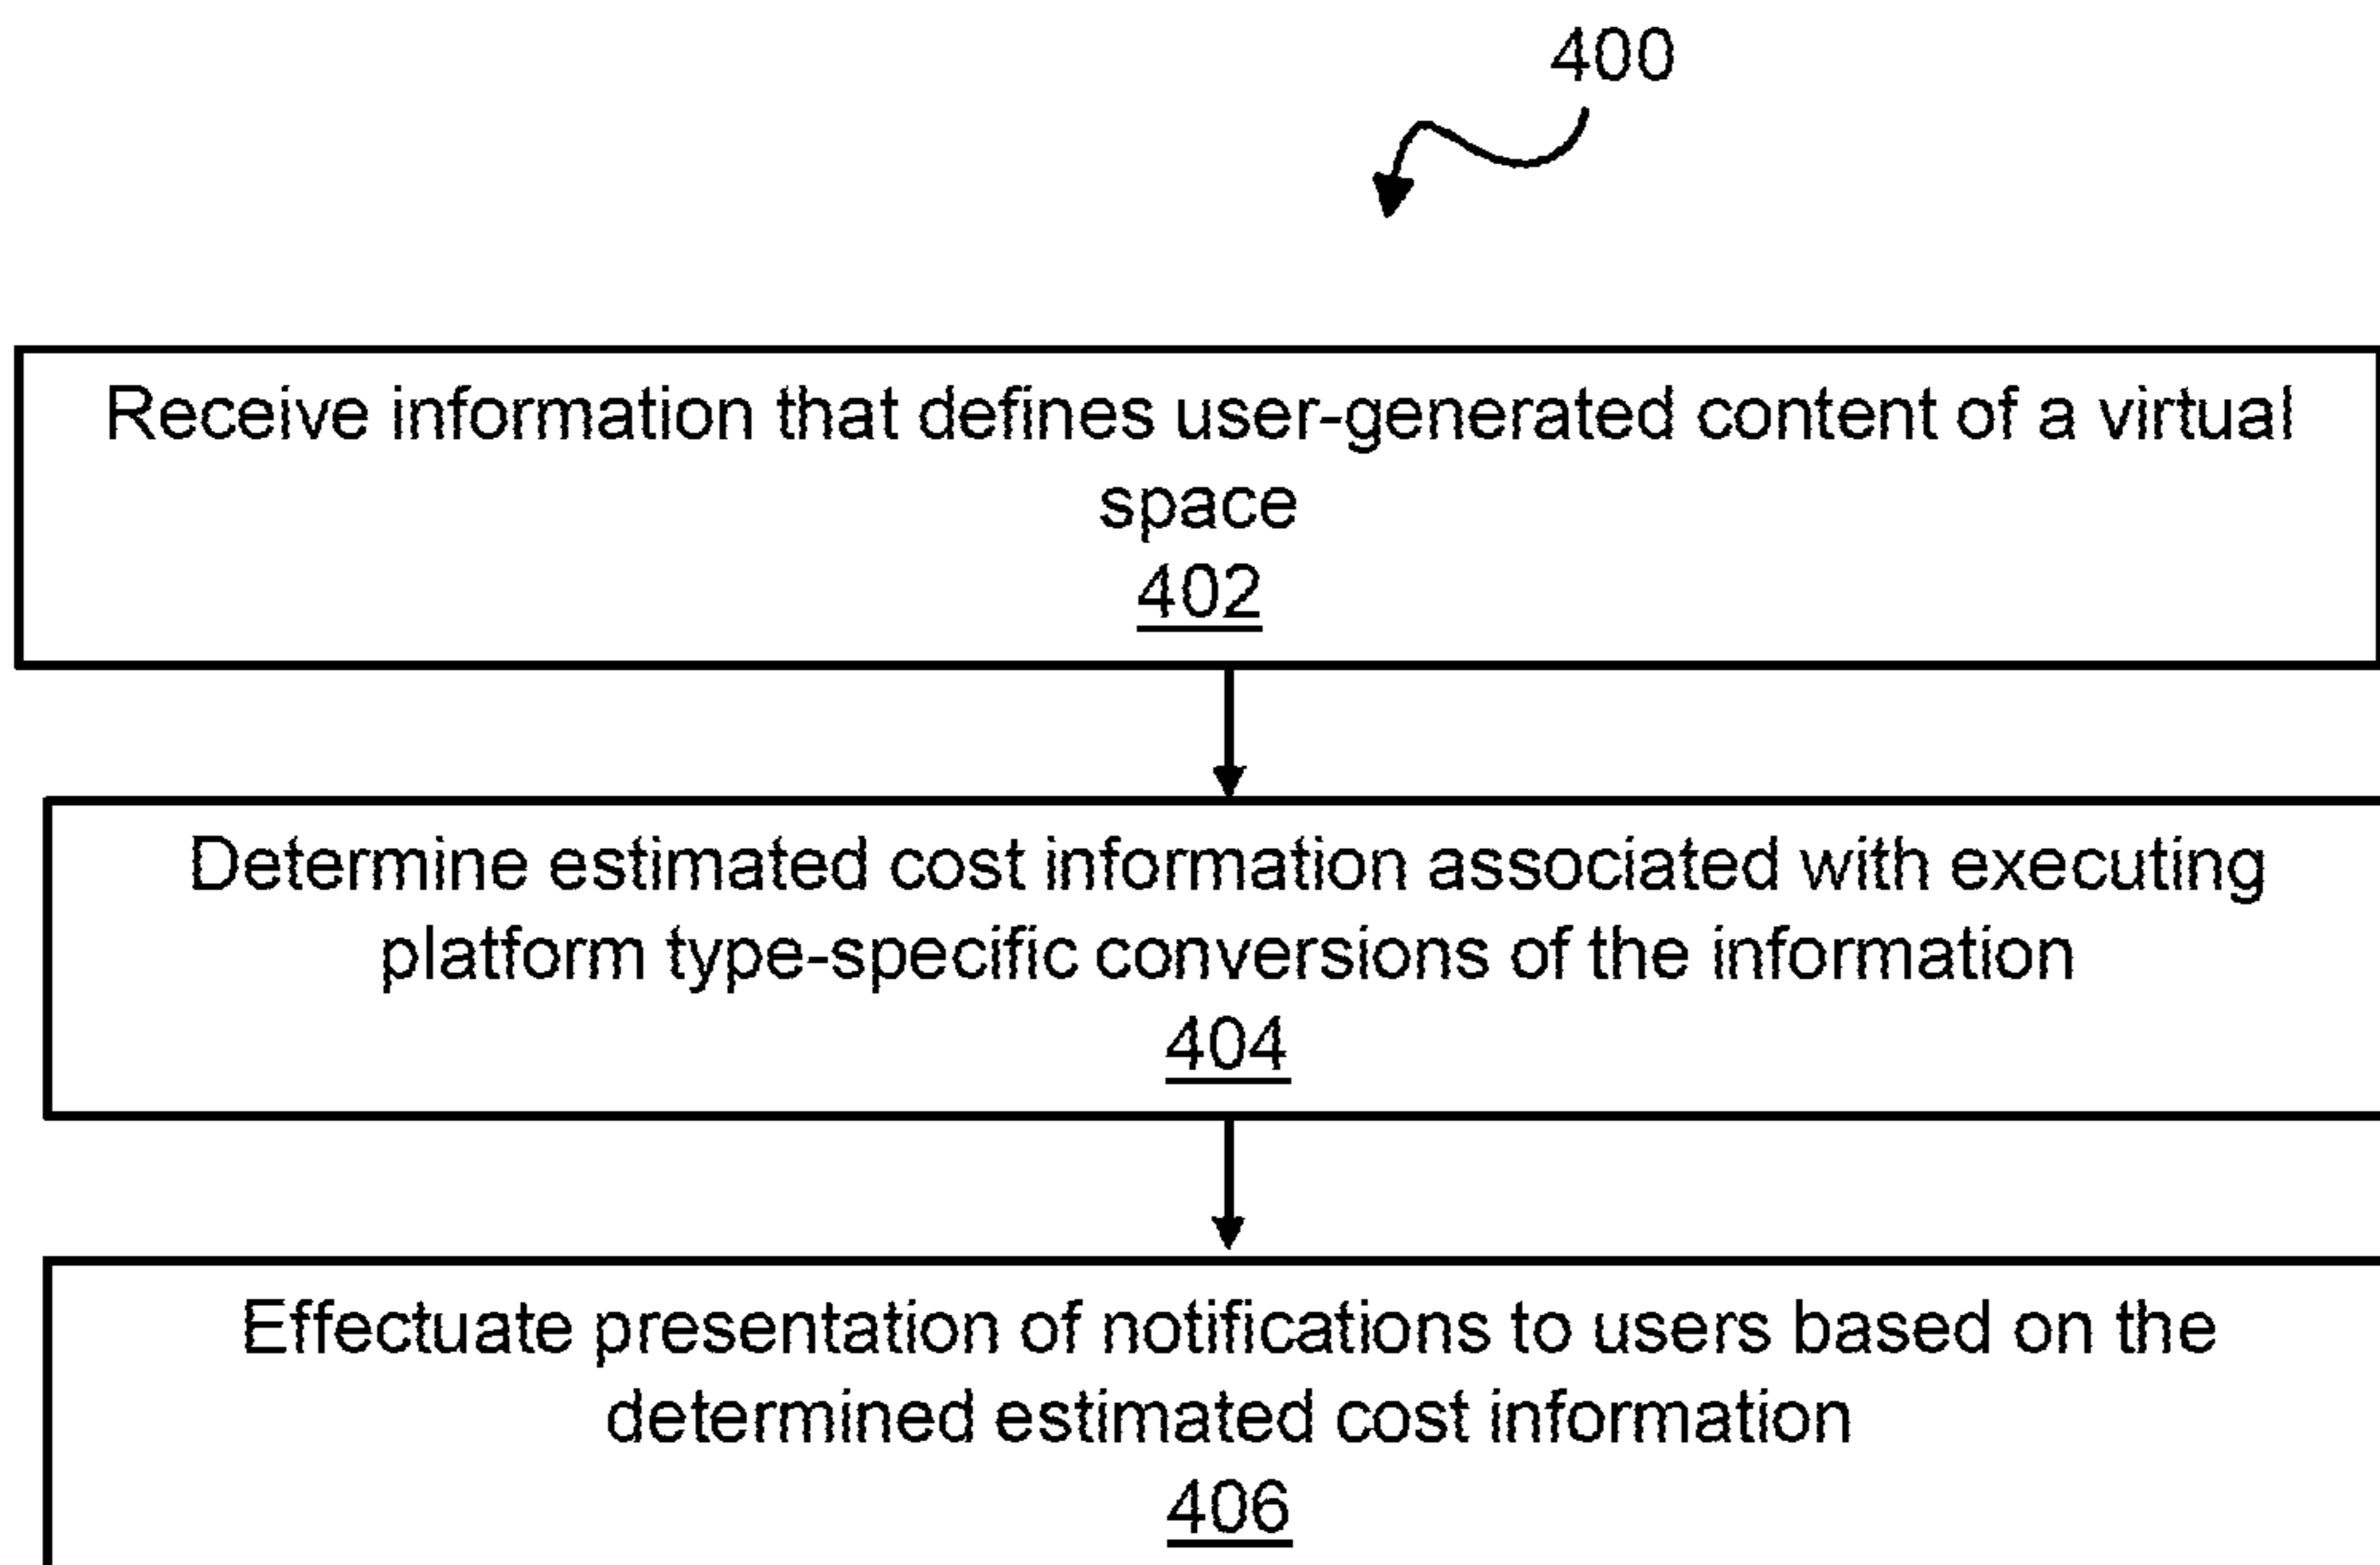 400
Receive information that defines user-generated content of a virtual
space
402
Determine estimated cost information associated with executing
platform type-specific conversions of the information
404
Effectuate presentation of notifications to users based on the
determined estimated cost information
406